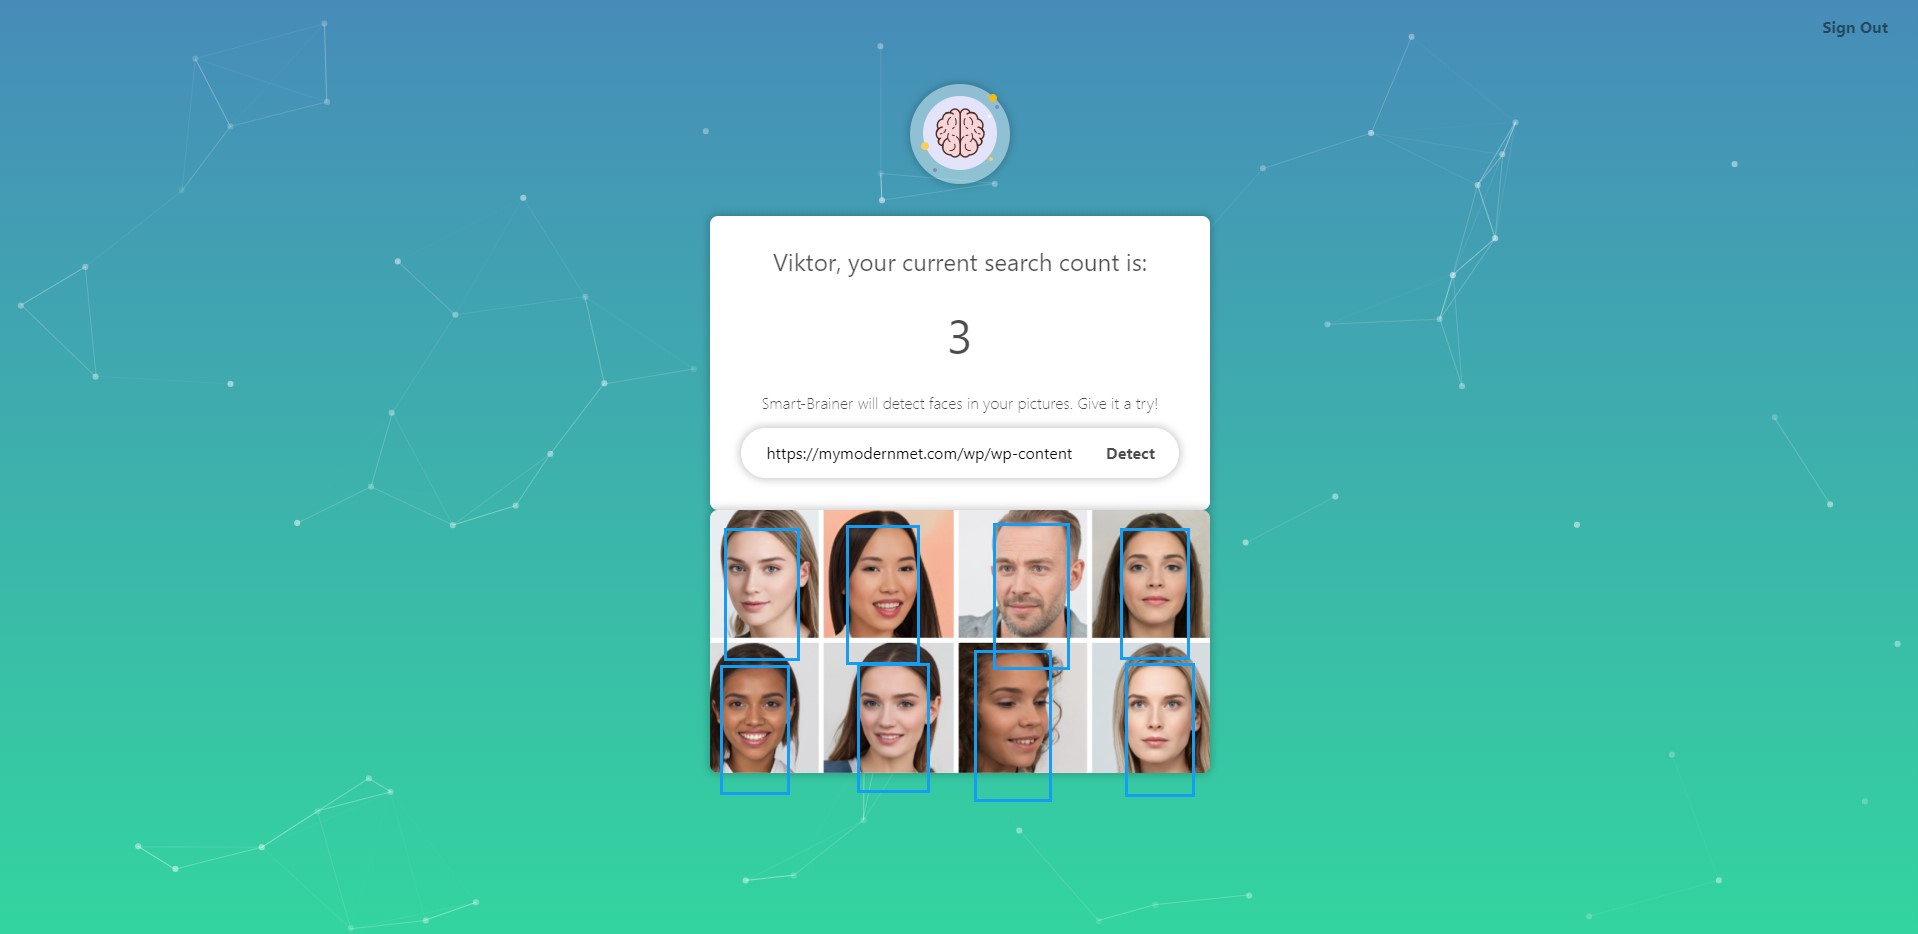 Sign Out
Viktor, your current search count is:
3
Smart-Brainer will detect faces in your pictures. Give it a try!
https://mymodernmet.com/wp/wp-content
Detect